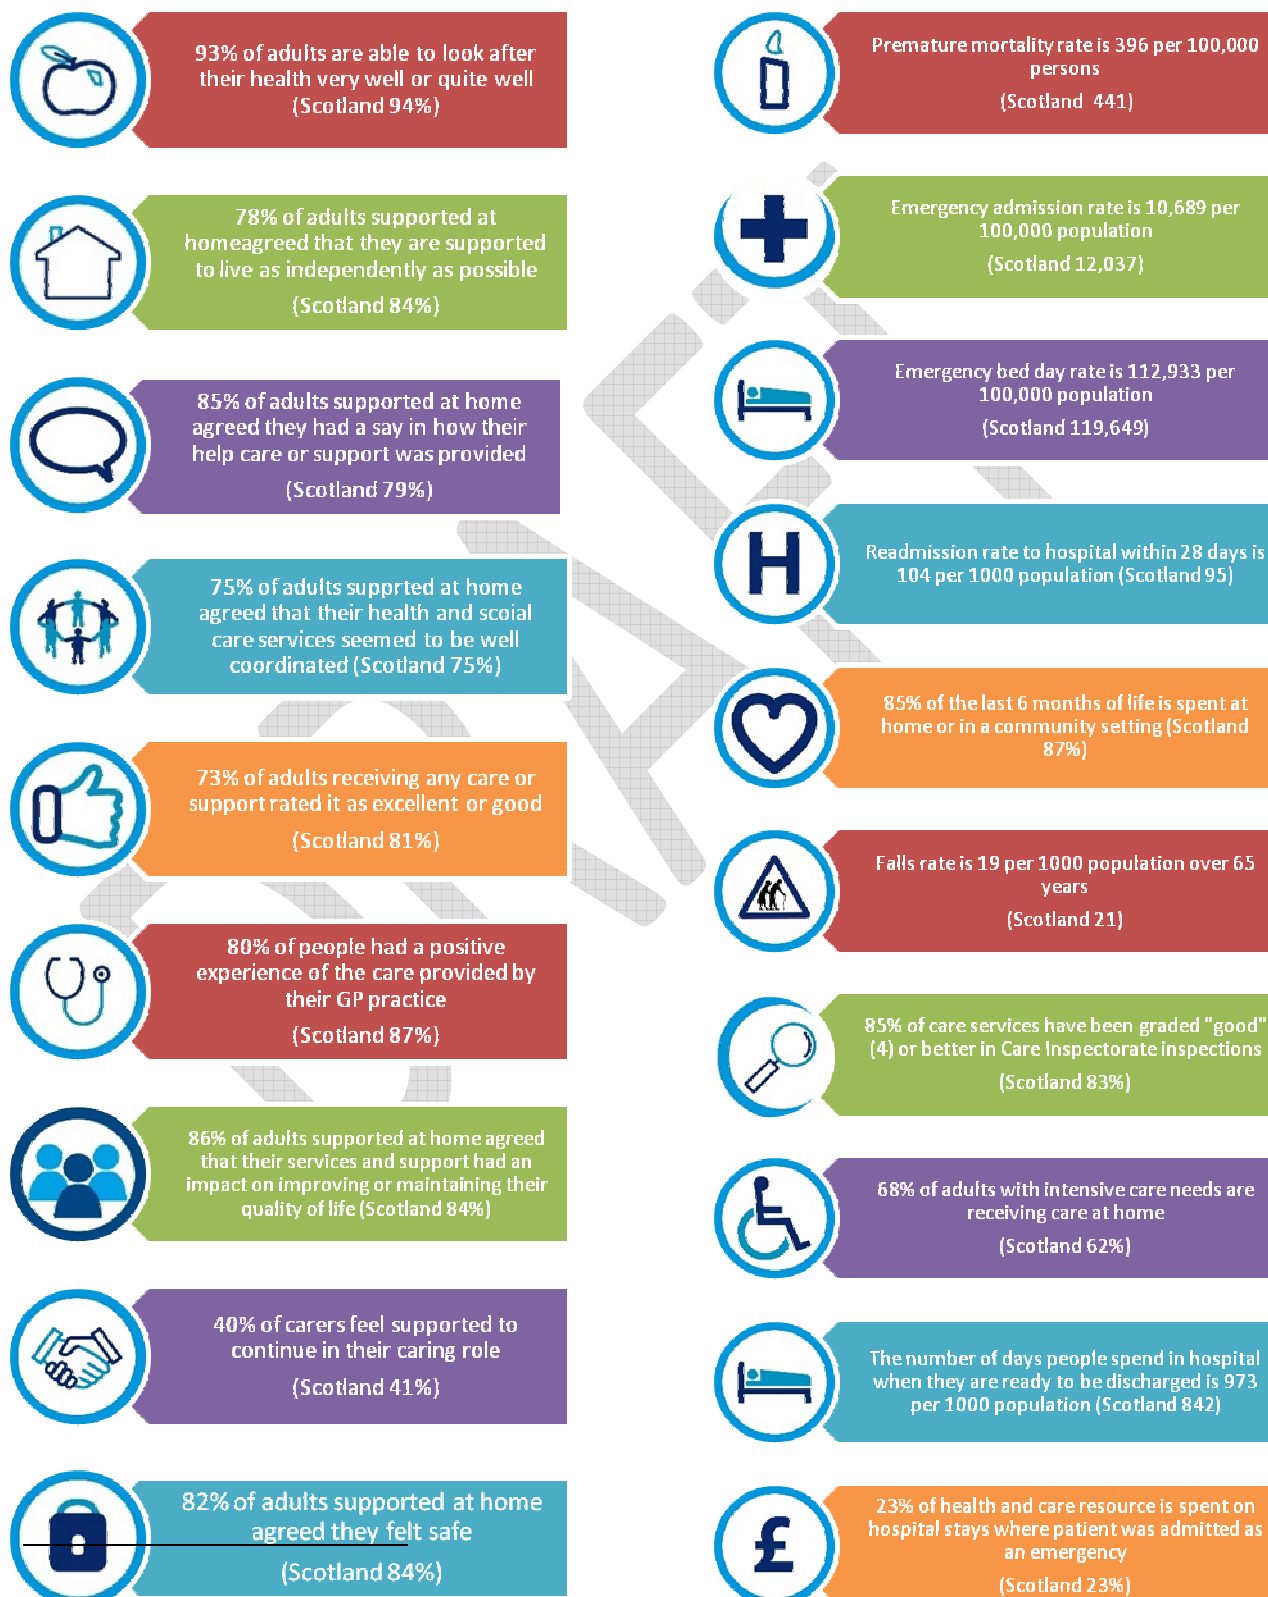 93% of adults are able to look after
their health very well or quite well
(Scotland 94%)
78% of adults supported at
homeagreed that they are supported
to live as independently as possible
(Scotland 84%)
85% of adults supported at home
agreed they had a say in how their
help care or support was provided
(Scotland 79%)
75% of adults supprted at home
agreed that their health and scoial
care services seemed to be well
coordinated (Scotland 75%)
73% of adults receiving any care or
support rated it as excellent or good
(Scotland 81%)
80% of people had a positive
experience of the care provided by
their GP practice
(Scotland 87%)
86% of adults supported at home agreed
that their services and support had an
impact on improving or maintaining their
quality of life (Scotland 84%)
40% of carers feel supported to
continue in their caring role
(Scotland 41%)
82% of adults supported at home
agreed they felt safe
(Scotland 84%)
Premature mortality rate is 396 per 100,000
persons
(Scotland 441)
Emergency admission rate is 10,689 per
100,000 population
(Scotland 12,037)
Emergency bed day rate is 112,933 per
100,000 population
(Scotland 119,649)
H
Readmission rate to hospital within 28 days is
104 per 1000 population (Scotland 95)
85% of the last 6 months of life is spent at
home or in a community setting (Scotland
87%)
Falls rate is 19 per 1000 population over 65
years
(Scotland 21)
85% of care services have been graded "good"
(4) or better in Care Inspectorate inspections
(Scotland 83%)
68% of adults with intensive care needs are
receiving care at home
(Scotland 62%)
The number of days people spend in hospital
when they are ready to be discharged is 973
per 1000 population (Scotland 842)
£
23% of health and care resource is spent on
hospital stays where patient was admitted as
an emergency
(Scotland 23%)
DRAFT